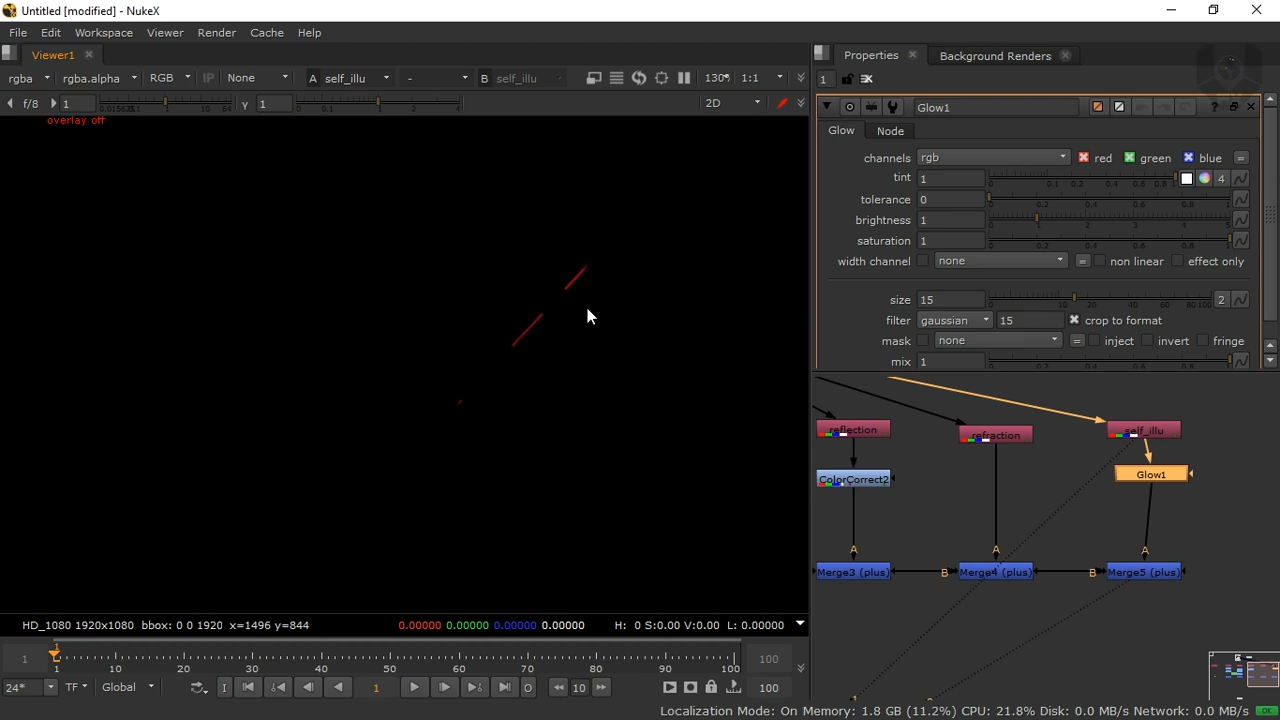 Untitled [modified] - NukeX
File Edit Workspace Viewer Render Cache Help
Viewer1
Properties
Background Renders
rgba rgba.alpha RGB IP None A self_illu - B self_illu 1:1
1
f/8 1 γ 1 2D
overlay off
Glow1
Glow Node
channels rgb red green blue =
tint 1 4
tolerance 0
brightness 1
saturation 1
width channel none = non linear effect only
size 15 2
filter gaussian 15 crop to format
mask none = inject invert fringe
mix 1
reflection
refraction
self_illu
Glow1
ColorCorrect2
A A A
Merge3 (plus) B Merge4 (plus) B Merge5 (plus)
HD_1080 1920x1080 bbox: 0 0 1920 x=1496 y=844 0.00000 0.00000 0.00000 0.00000 H: 0 S:0.00 V:0.00 L: 0.00000
1 1 100
1 10 20 30 40 50 60 70 80 90 100
24* TF Global I 1 O 10 100
Localization Mode: On Memory: 1.8 GB (11.2%) CPU: 21.8% Disk: 0.0 MB/s Network: 0.0 MB/s OK